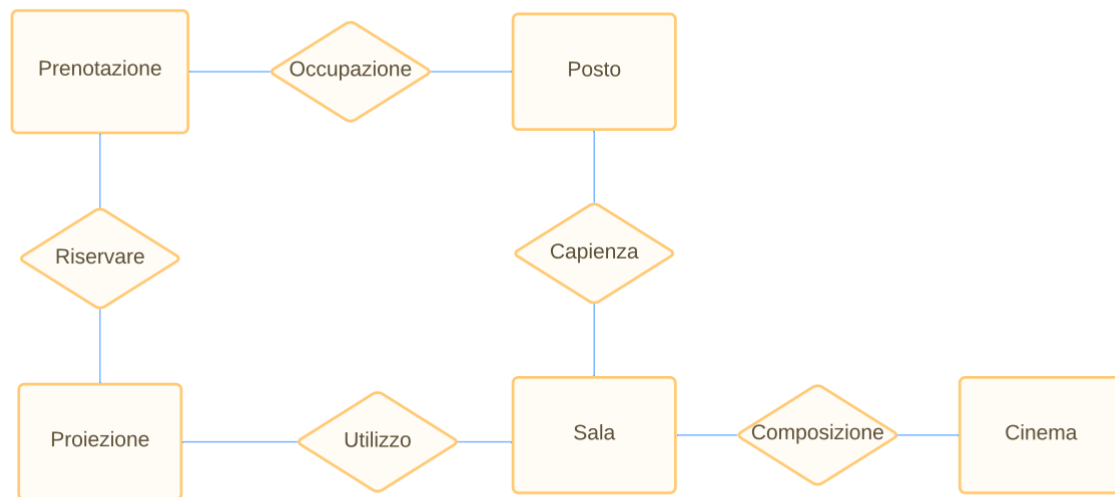 Prenotazione
Occupazione
Posto
Riservare
Capienza
Proiezione
Utilizzo
Sala
Composizione
Cinema